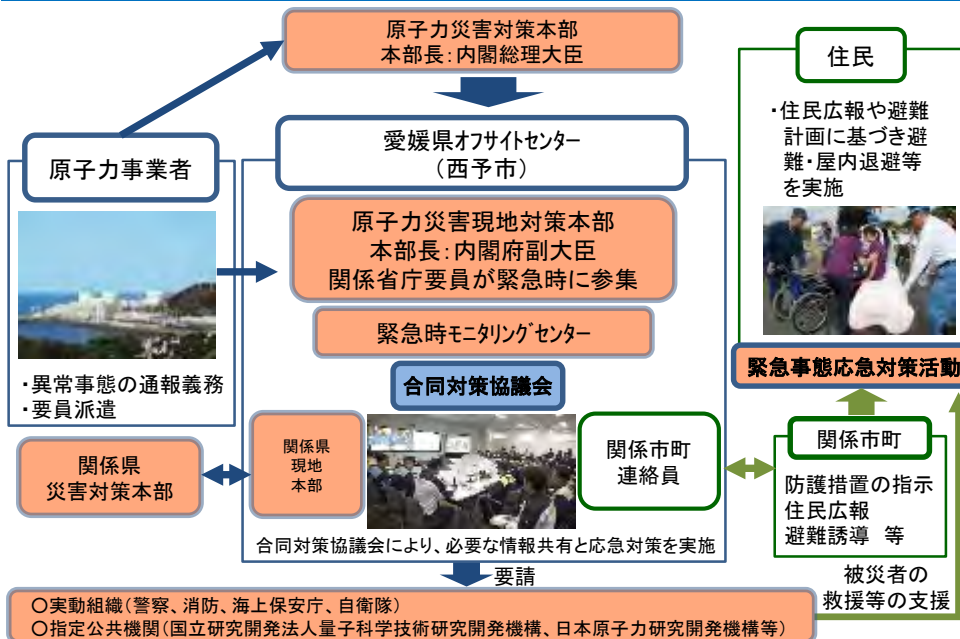 原子力災害対策本部
本部長：内閣総理大臣
愛媛県オフサイトセンター
（西予市）
原子力事業者
・異常事態の通報義務
・要員派遣
原子力災害現地対策本部
本部長：内閣府副大臣
関係省庁要員が緊急時に参集
緊急時モニタリングセンター
合同対策協議会
関係県
災害対策本部
関係県
現地
本部
関係市町
連絡員
合同対策協議会により、必要な情報共有と応急対策を実施
要請
住民
・住民広報や避難
計画に基づき避
難・屋内退避等
を実施
緊急事態応急対策活動
関係市町
防護措置の指示
住民広報
避難誘導 等
被災者の
救援等の支援
○実動組織（警察、消防、海上保安庁、自衛隊）
○指定公共機関（国立研究開発法人量子科学技術研究開発機構、日本原子力研究開発機構等）